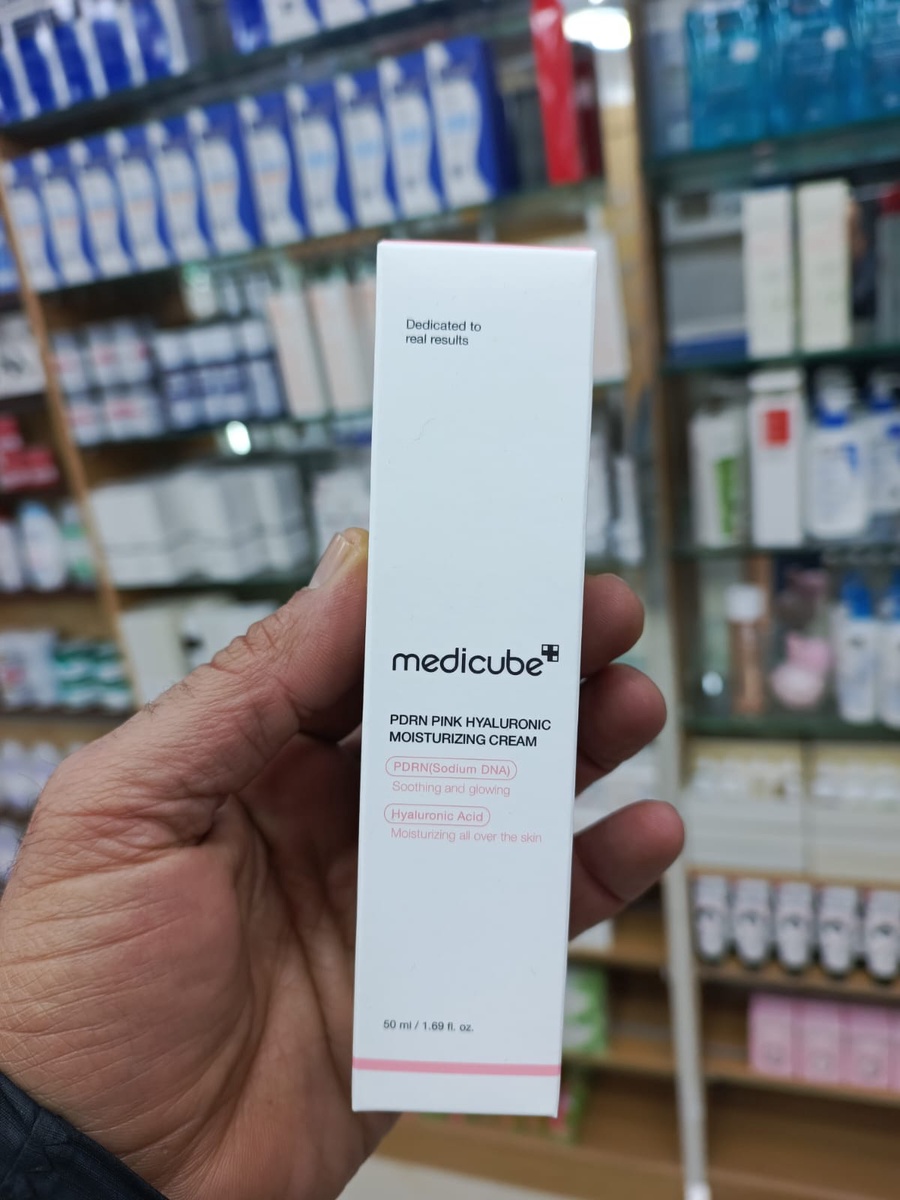 Dedicated to
real results
medicube
PDRN PINK HYALURONIC
MOISTURIZING CREAM
PDRN(Sodium DNA)
Soothing and glowing
Hyaluronic Acid
Moisturizing all over the skin
50 ml / 1.69 fl. oz.